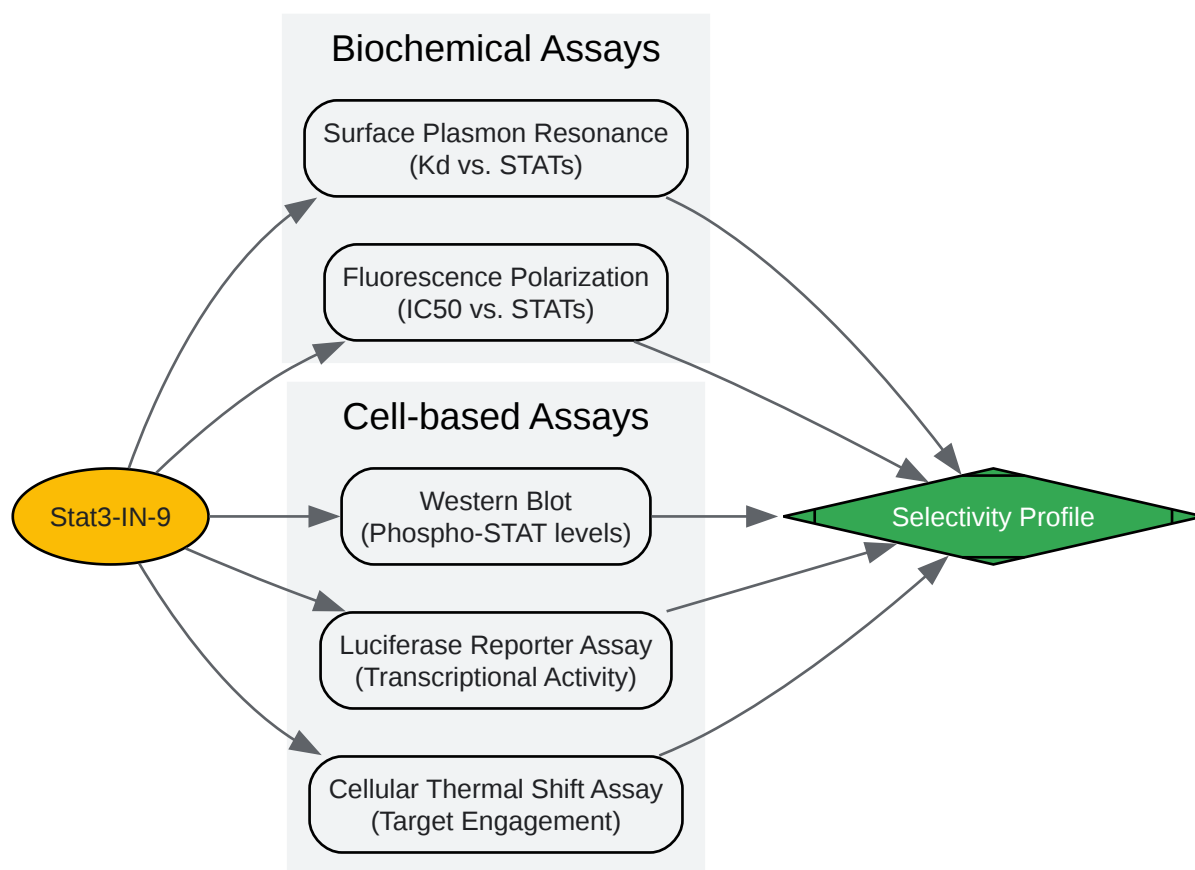 Biochemical Assays
Surface Plasmon Resonance
(Kd vs. STATs)
Fluorescence Polarization
(IC50 vs. STATs)
Cell-based Assays
Stat3-IN-9
Western Blot
(Phospho-STAT levels)
Selectivity Profile
Luciferase Reporter Assay
(Transcriptional Activity)
Cellular Thermal Shift Assay
(Target Engagement)